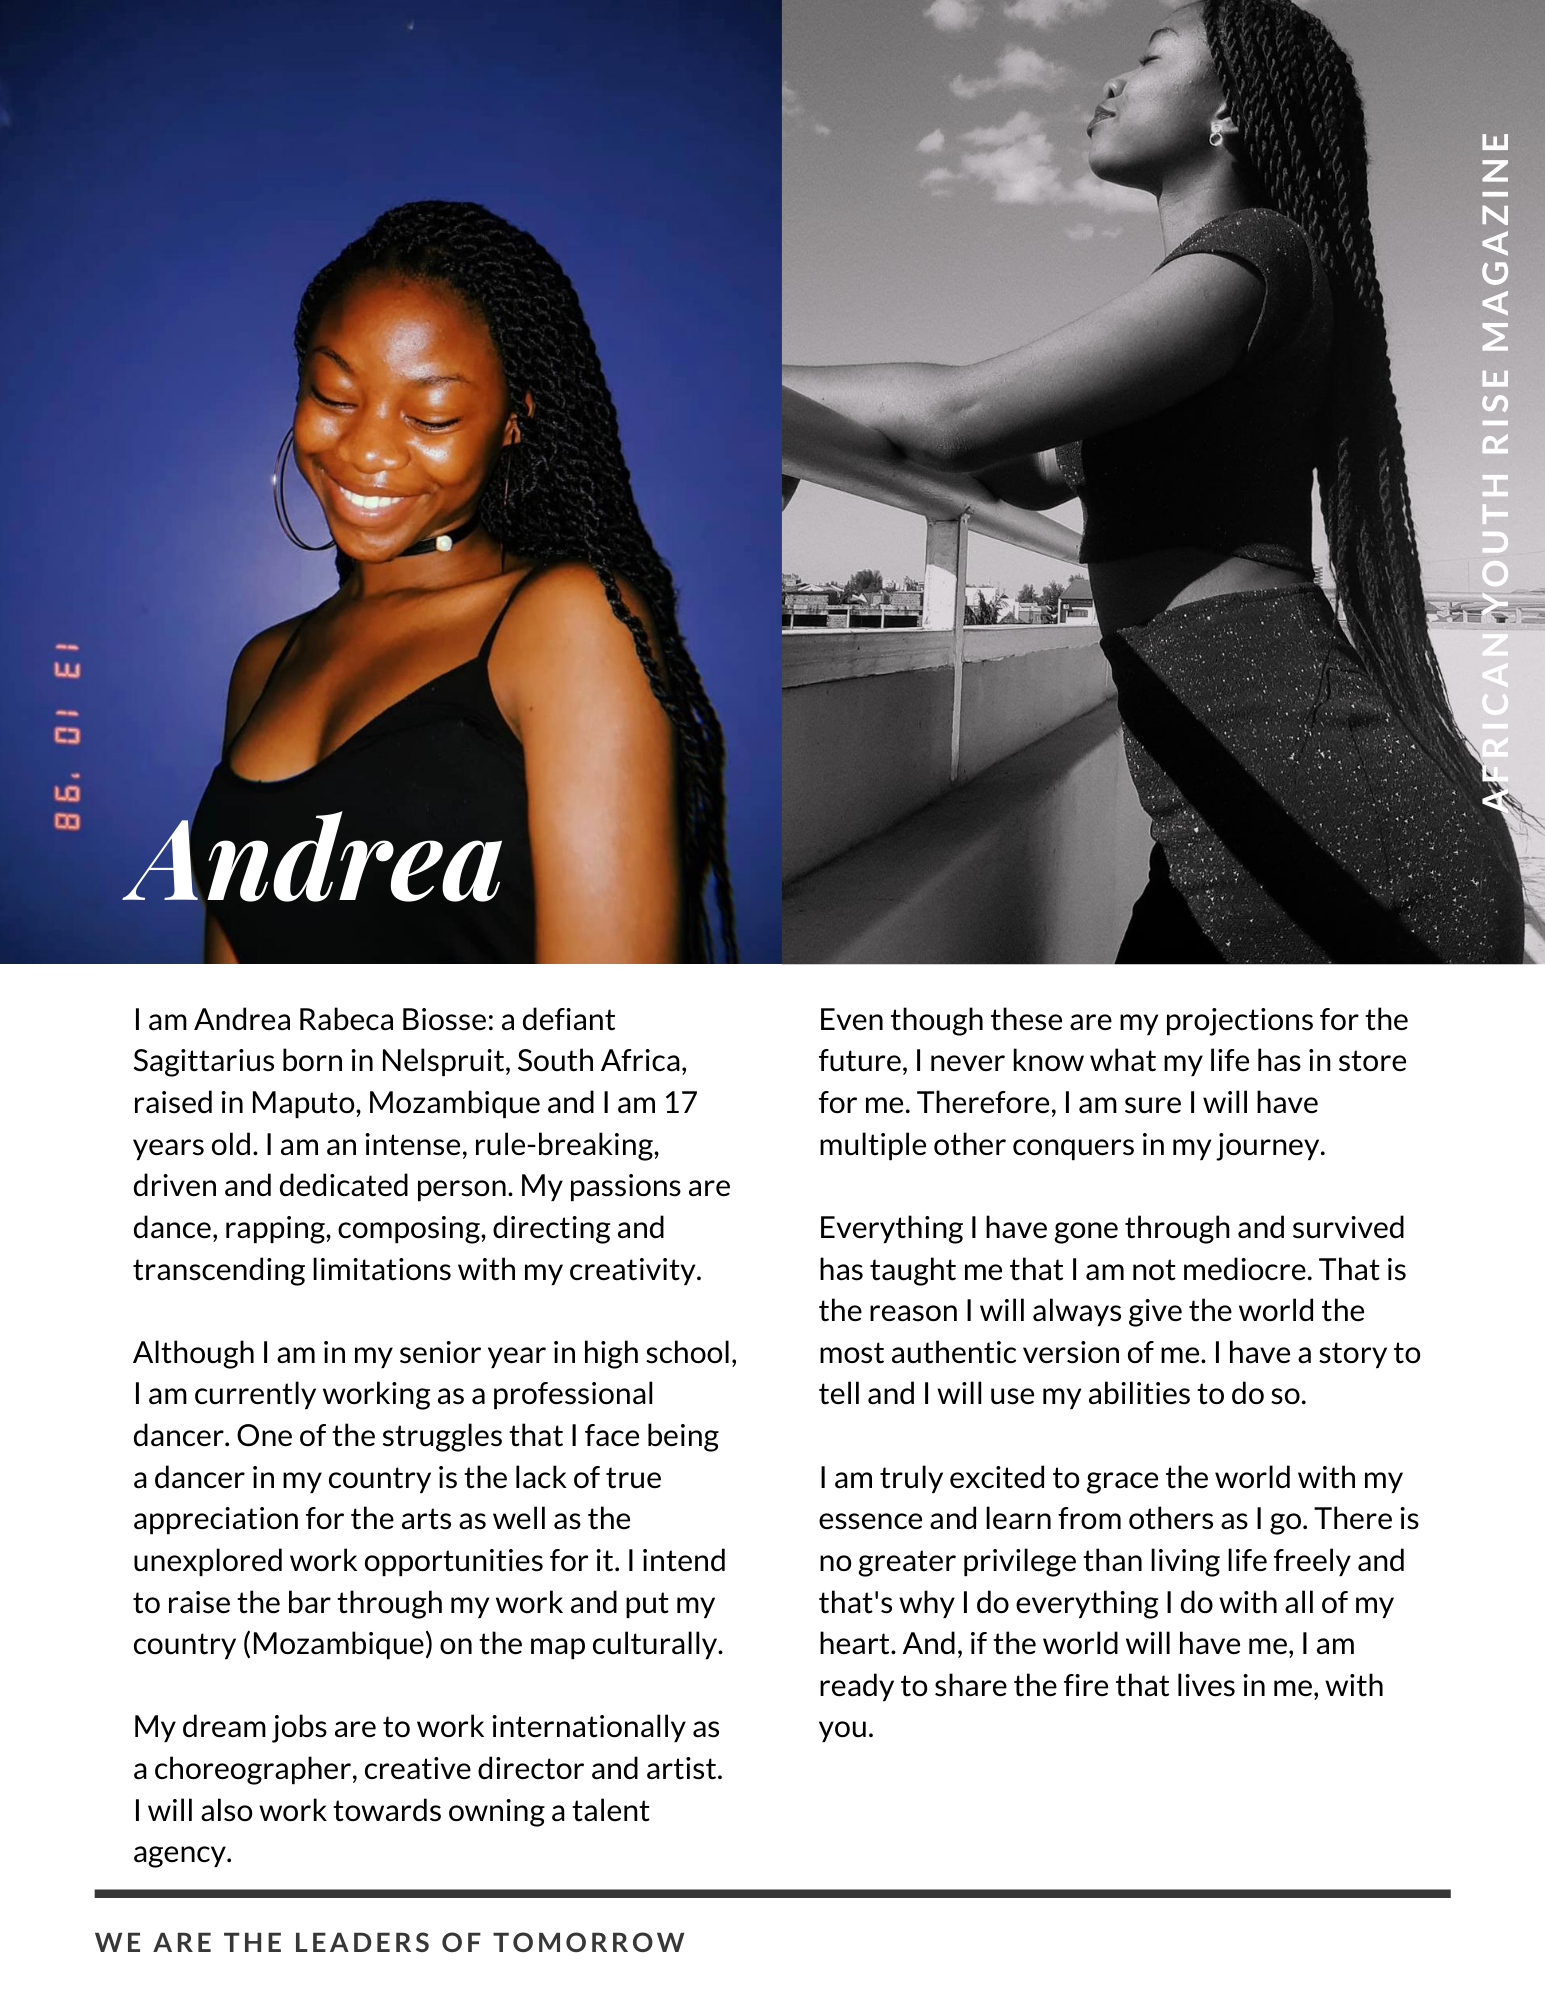 13 10 '98
Andrea
AFRICAN YOUTH RISE MAGAZINE
I am Andrea Rabeca Biosse: a defiant
Sagittarius born in Nelspruit, South Africa,
raised in Maputo, Mozambique and I am 17
years old. I am an intense, rule-breaking,
driven and dedicated person. My passions are
dance, rapping, composing, directing and
transcending limitations with my creativity.
Although I am in my senior year in high school,
I am currently working as a professional
dancer. One of the struggles that I face being
a dancer in my country is the lack of true
appreciation for the arts as well as the
unexplored work opportunities for it. I intend
to raise the bar through my work and put my
country (Mozambique) on the map culturally.
My dream jobs are to work internationally as
a choreographer, creative director and artist.
I will also work towards owning a talent
agency.
Even though these are my projections for the
future, I never know what my life has in store
for me. Therefore, I am sure I will have
multiple other conquers in my journey.
Everything I have gone through and survived
has taught me that I am not mediocre. That is
the reason I will always give the world the
most authentic version of me. I have a story to
tell and I will use my abilities to do so.
I am truly excited to grace the world with my
essence and learn from others as I go. There is
no greater privilege than living life freely and
that's why I do everything I do with all of my
heart. And, if the world will have me, I am
ready to share the fire that lives in me, with
you.
WE ARE THE LEADERS OF TOMORROW